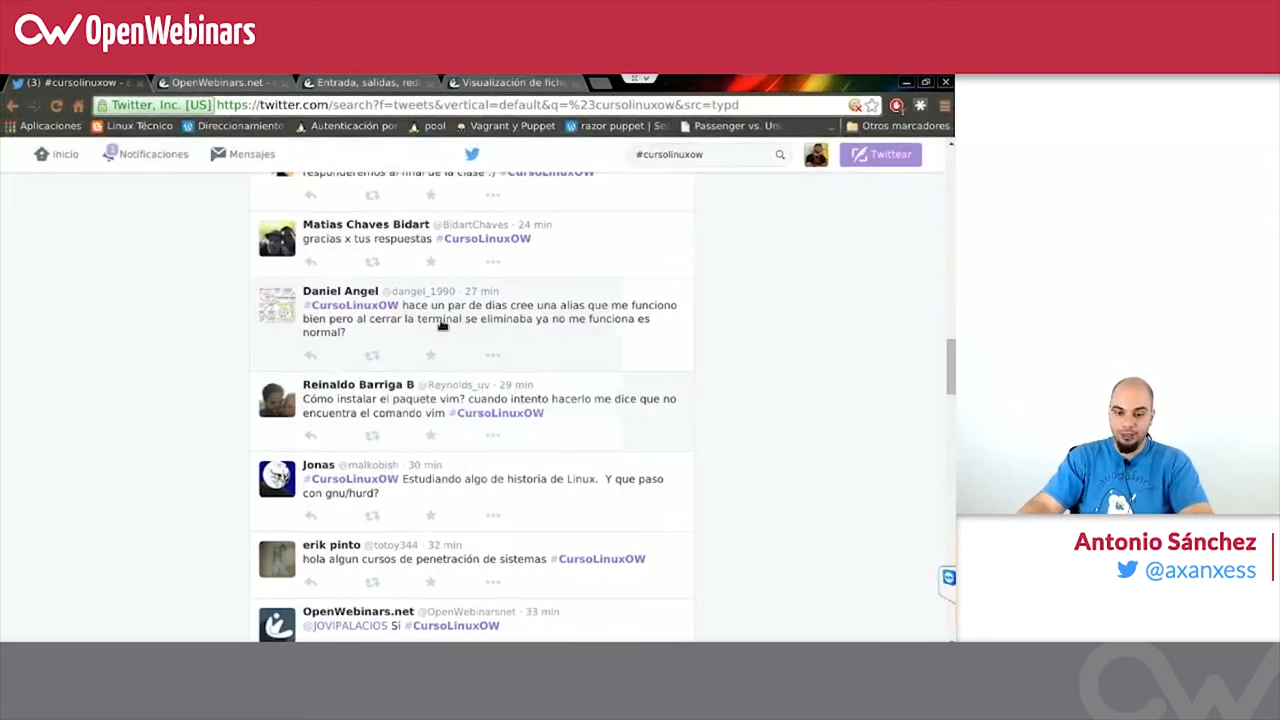 OpenWebinars
(3) #cursolinuxow -
OpenWebinars.net -
Entrada, salidas, red
Visualización de fiche
Twitter, Inc. [US] https://twitter.com/search?f=tweets&vertical=default&q=%23cursolinuxow&src=typd
Aplicaciones
Linux Técnico
Direccionamiento
Autenticación por
pool
Vagrant y Puppet
razor puppet | Se
Passenger vs. Uni
Otros marcadores
Inicio
Notificaciones
Mensajes
#cursolinuxow
Twittear
responderemos al final de la clase :) #CursoLinuxOW
Matias Chaves Bidart @BidartChaves · 24 min
gracias x tus respuestas #CursoLinuxOW
Daniel Angel @dangel_1990 · 27 min
#CursoLinuxOW hace un par de dias cree una alias que me funciono
bien pero al cerrar la terminal se eliminaba ya no me funciona es
normal?
Reinaldo Barriga B @Reynolds_uv · 29 min
Cómo instalar el paquete vim? cuando intento hacerlo me dice que no
encuentra el comando vim #CursoLinuxOW
Jonas @malkobish · 30 min
#CursoLinuxOW Estudiando algo de historia de Linux. Y que paso
con gnu/hurd?
erik pinto @totoy344 · 32 min
hola algun cursos de penetración de sistemas #CursoLinuxOW
OpenWebinars.net @OpenWebinarsnet · 33 min
@JOVIPALACIOS Si #CursoLinuxOW
Antonio Sánchez
@axanxess